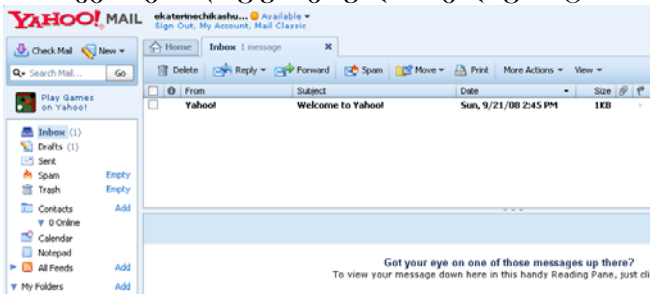 YAHOO! MAIL
ekaterinechikashu... Available
Sign Out, My Account, Mail Classic
Check Mail New
Home Inbox 1 message
Search Mail... Go
Delete Reply Forward Spam Move Print More Actions View
Play Games on Yahoo!
From Subject Date Size
Yahoo! Welcome to Yahoo! Sun, 9/21/08 2:45 PM 1KB
Inbox (1)
Drafts (1)
Sent
Spam Empty
Trash Empty
Contacts Add
0 Online
Calendar
Notepad
All Feeds Add
My Folders Add
Got your eye on one of those messages up there?
To view your message down here in this handy Reading Pane, just cli